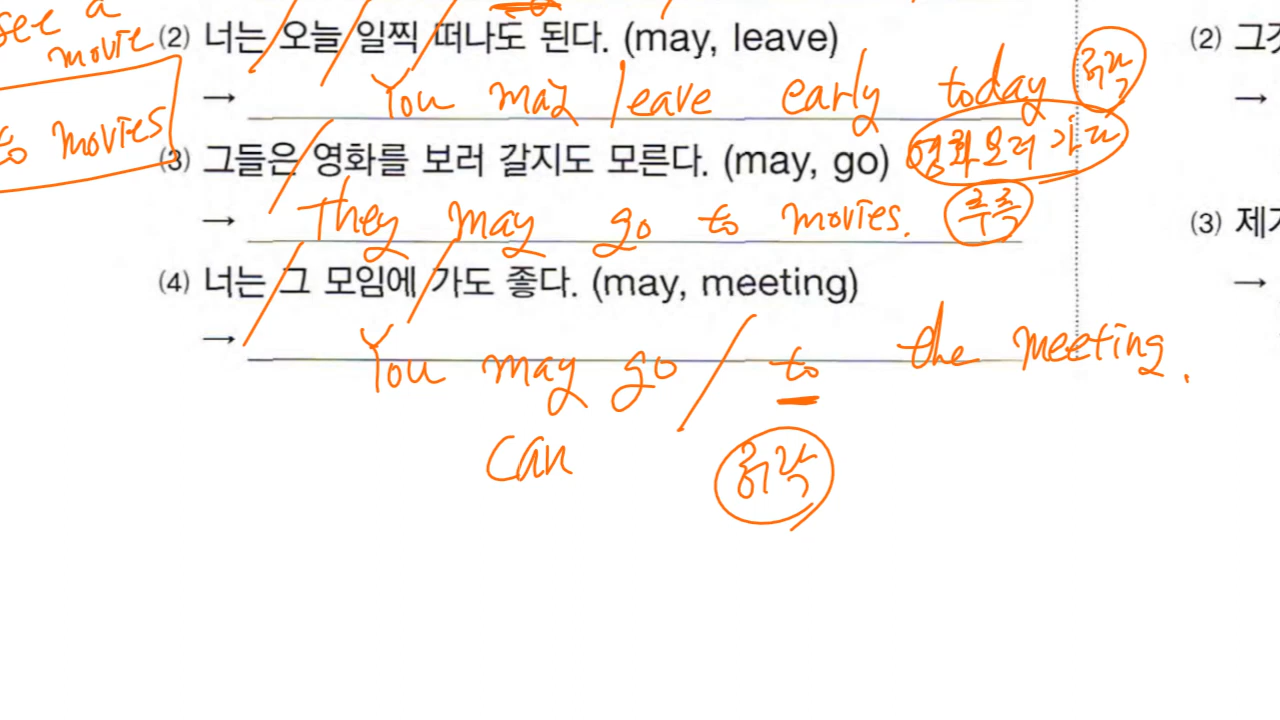 see a
movie
(2) 너는 오늘 일찍 떠나도 된다. (may, leave)
→ You may leave early today 허락
to movies
(3) 그들은 영화를 보러 갈지도 모른다. (may, go) 영화 보러 가다
→ They may go to movies. 추측
(4) 너는 그 모임에 가도 좋다. (may, meeting)
→ You may go / to the meeting.
can 허락
(2) 그것
→
(3) 제가
→